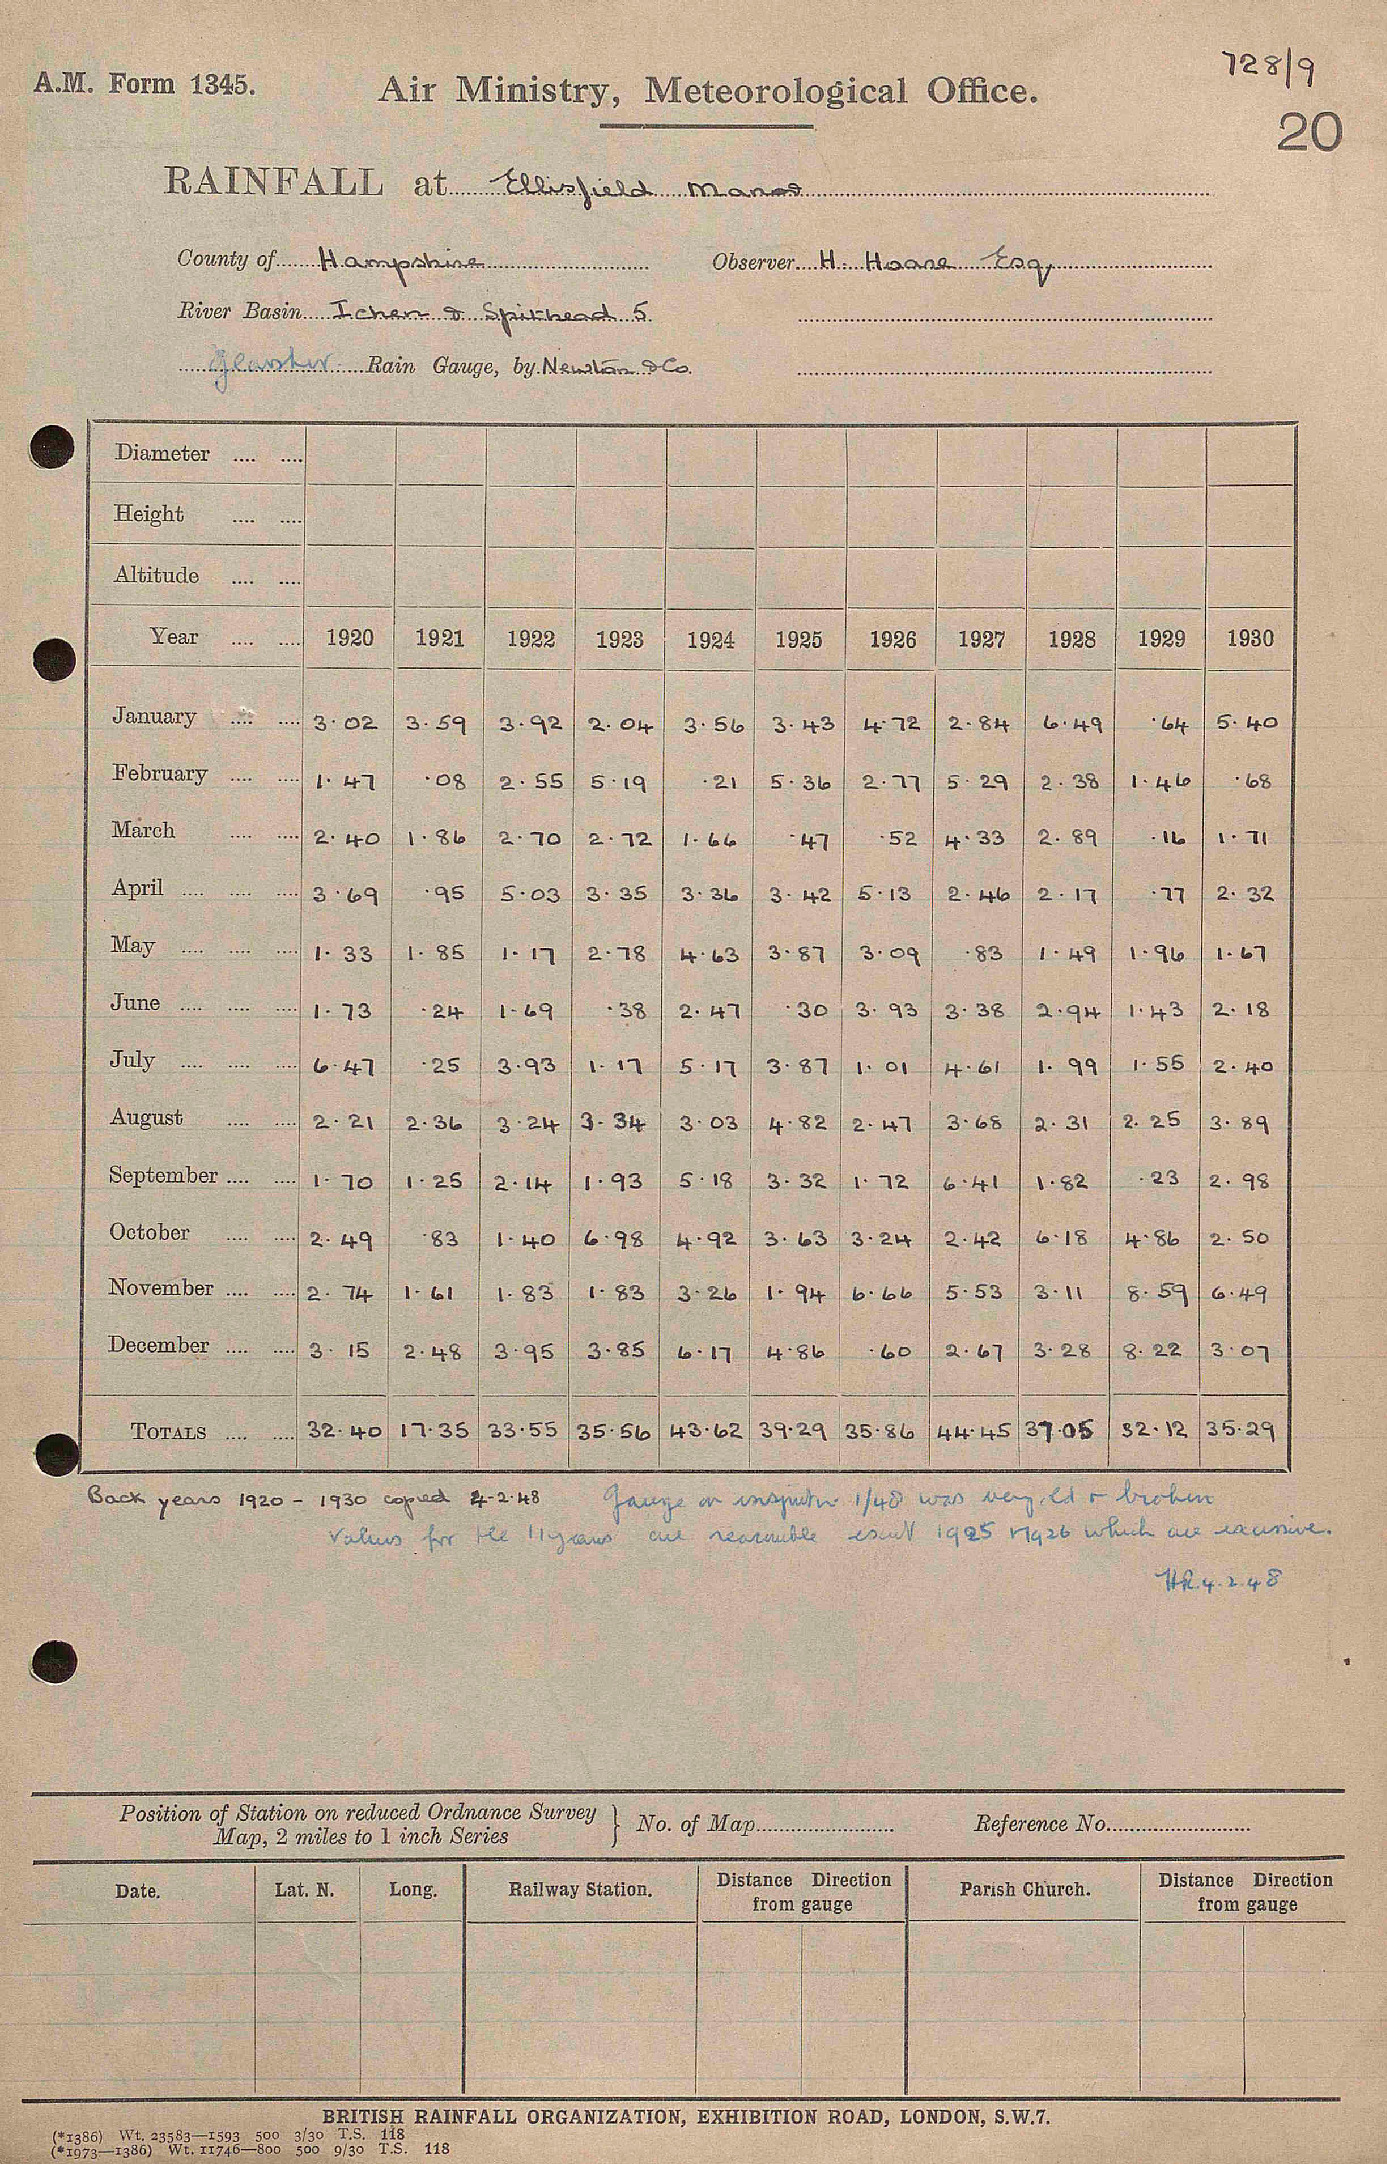 728/9
A.M. Form 1345. Air Ministry, Meteorological Office.
20
RAINFALL at Ellisfield Manor
County of Hampshire Observer H. Hoare Esq,
River Basin Ichen & Spithead 5.
Glaisher Rain Gauge, by Newton & Co.
Diameter .... ....
Height .... ....
Altitude .... ....
Year .... .... 1920 1921 1922 1923 1924 1925 1926 1927 1928 1929 1930
January .... .... 3.02 3.59 3.92 2.04 3.56 3.43 4.72 2.84 6.49 .64 5.40
February .... .... 1.47 .08 2.55 5.19 .21 5.36 2.77 5.29 2.38 1.46 .68
March .... .... 2.40 1.86 2.70 2.72 1.66 .47 .52 4.33 2.89 .16 1.71
April .... .... .... 3.69 .95 5.03 3.35 3.36 3.42 5.13 2.46 2.17 .77 2.32
May .... .... .... 1.33 1.85 1.17 2.78 4.63 3.87 3.09 .83 1.49 1.96 1.67
June .... .... .... 1.73 .24 1.69 .38 2.47 .30 3.93 3.38 2.94 1.43 2.18
July .... .... .... 6.47 .25 3.93 1.17 5.17 3.87 1.01 4.61 1.99 1.55 2.40
August .... .... 2.21 2.36 3.24 3.34 3.03 4.82 2.47 3.68 2.31 2.25 3.89
September .... .... 1.70 1.25 2.14 1.93 5.18 3.32 1.72 6.41 1.82 .23 2.98
October .... .... 2.49 .83 1.40 6.98 4.92 3.63 3.24 2.42 6.18 4.86 2.50
November .... .... 2.74 1.61 1.83 1.83 3.26 1.94 6.66 5.53 3.11 8.59 6.49
December .... .... 3.15 2.48 3.95 3.85 6.17 4.86 .60 2.67 3.28 8.22 3.07
TOTALS .... .... 32.40 17.35 33.55 35.56 43.62 39.29 35.86 44.45 37.05 32.12 35.29
Back years 1920 - 1930 copied 4-2.48 Gauge on inspection 1/48 was very old & broken
Values for the 11 years are reasonable except 1925 & 1926 which are excessive.
HR. 4.2.48
Position of Station on reduced Ordnance Survey
Map, 2 miles to 1 inch Series } No. of Map Reference No.
Date. Lat. N. Long. Railway Station. Distance Direction from gauge Parish Church. Distance Direction from gauge
BRITISH RAINFALL ORGANIZATION, EXHIBITION ROAD, LONDON, S.W.7.
(*1386) Wt. 23583—1593 500 3/30 T.S. 118
(*1973—1386) Wt. 11746—800 500 9/30 T.S. 118